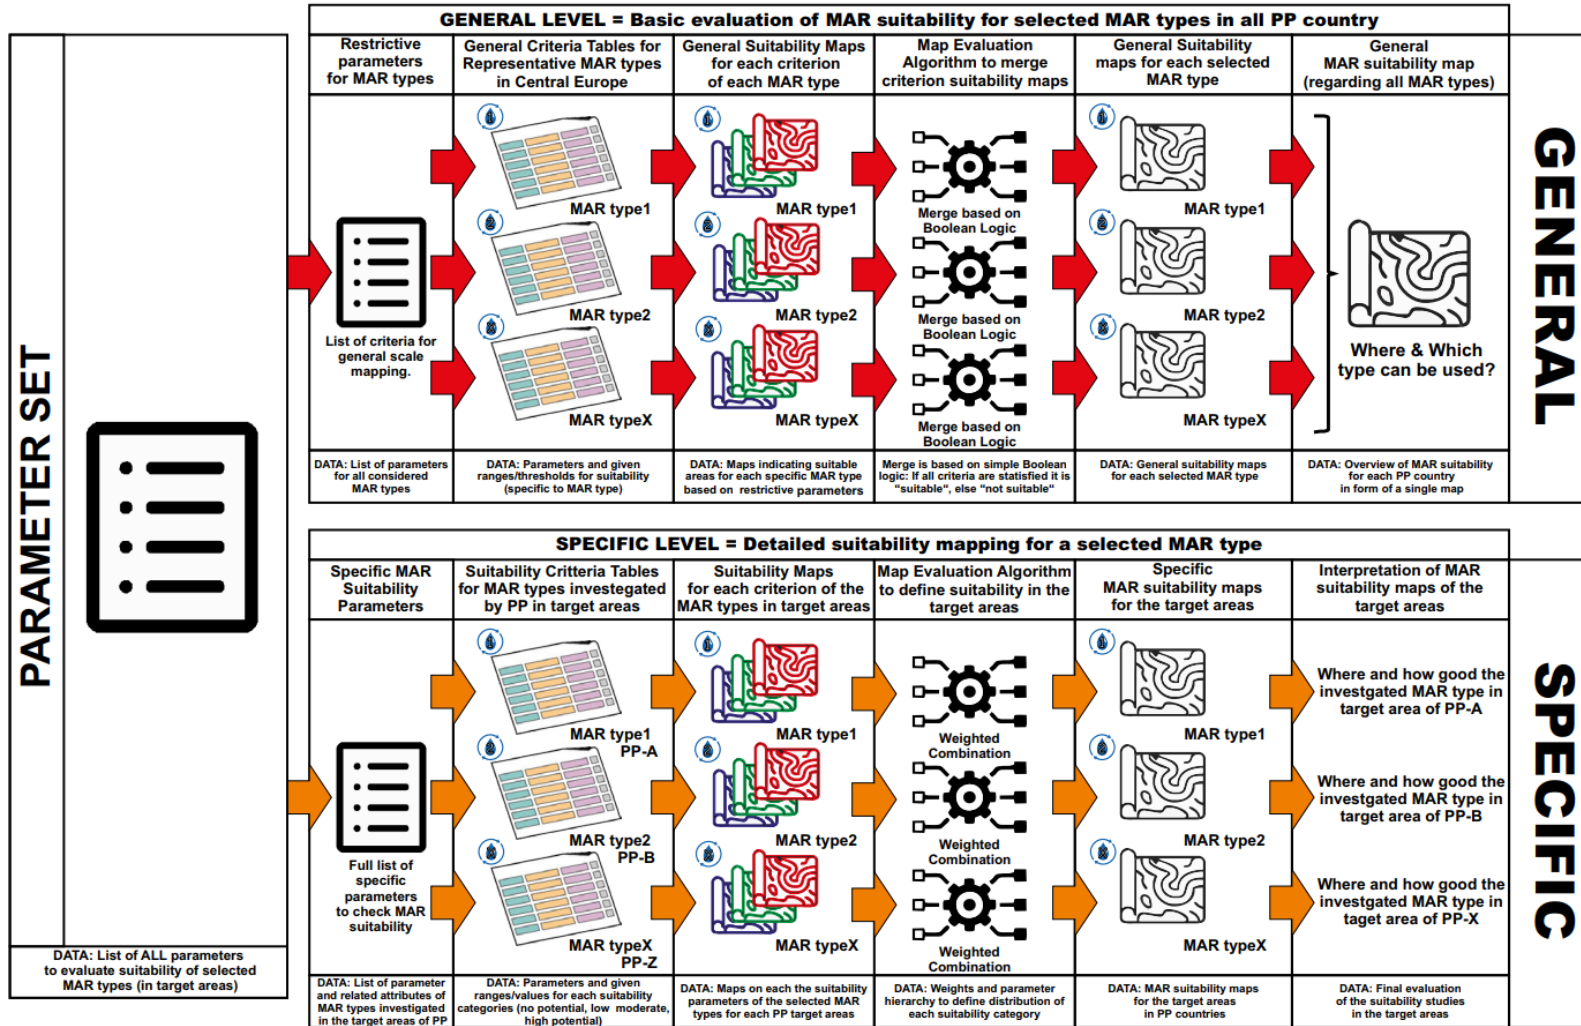 PARAMETER SET
DATA: List of ALL parameters
to evaluate suitability of selected
MAR types (in target areas)
GENERAL LEVEL = Basic evaluation of MAR suitability for selected MAR types in all PP country
Restrictive
parameters
for MAR types
General Criteria Tables for
Representative MAR types
in Central Europe
General Suitability Maps
for each criterion
of each MAR type
Map Evaluation
Algorithm to merge
criterion suitability maps
General Suitability
maps for each selected
MAR type
General
MAR suitability map
(regarding all MAR types)
List of criteria for
general scale
mapping.
MAR type1
MAR type2
MAR typeX
MAR type1
MAR type2
MAR typeX
Merge based on
Boolean Logic
Merge based on
Boolean Logic
Merge based on
Boolean Logic
MAR type1
MAR type2
MAR typeX
Where & Which
type can be used?
DATA: List of parameters
for all considered
MAR types
DATA: Parameters and given
ranges/thresholds for suitability
(specific to MAR type)
DATA: Maps indicating suitable
areas for each specific MAR type
based on restrictive parameters
Merge is based on simple Boolean
logic: If all criteria are statisfied it is
"suitable", else "not suitable"
DATA: General suitability maps
for each selected MAR type
DATA: Overview of MAR suitability
for each PP country
in form of a single map
GENERAL
SPECIFIC LEVEL = Detailed suitability mapping for a selected MAR type
Specific MAR
Suitability
Parameters
Suitability Critteria Tables
for MAR types investegated
by PP in target areas
Suitability Maps
for each criterion of the
MAR types in target areas
Map Evaluation Algorithm
to define suitability in the
target areas
Specific
MAR suitability maps
for the target areas
Interpretation of MAR
suitability maps of the
target areas
Full list of
specific
parameters
to check MAR
suitability
MAR type1
PP-A
MAR type2
PP-B
MAR typeX
PP-Z
MAR type1
MAR type2
MAR typeX
Weighted
Combination
Weighted
Combination
Weighted
Combination
MAR type1
MAR type2
MAR typeX
Where and how good the
investgated MAR type in
target area of PP-A
Where and how good the
investgated MAR type in
target area of PP-B
Where and how good the
investgated MAR type in
taget area of PP-X
DATA: List of parameter
and related attributes of
MAR types investigated
in the target areas of PP
DATA: Parameters and given
ranges/values for each suitability
categories (no potential, low moderate,
high potential)
DATA: Maps on each the suitability
parameters of the selected MAR
types for each PP target areas
DATA: Weights and parameter
hierarchy to define distribution of
each suitability category
DATA: MAR suitability maps
for the target areas
in PP countries
DATA: Final evaluation
of the suitability studies
in the target areas
SPECIFIC